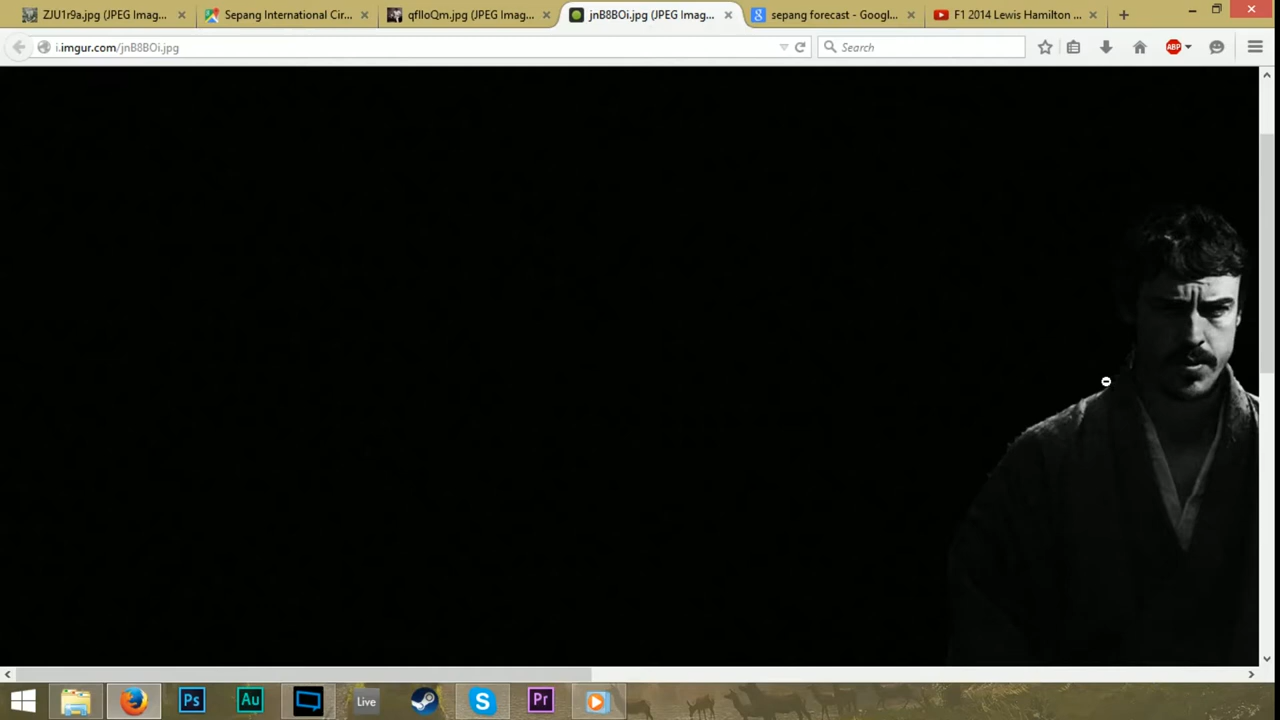 ZJU1r9a.jpg (JPEG Imag...
Sepang International Cir...
qflloQm.jpg (JPEG Imag...
jnB8BOi.jpg (JPEG Imag...
sepang forecast - Googl...
F1 2014 Lewis Hamilton ...
i.imgur.com/jnB8BOi.jpg
Search
ABP
Ps
Au
Live
S
Pr